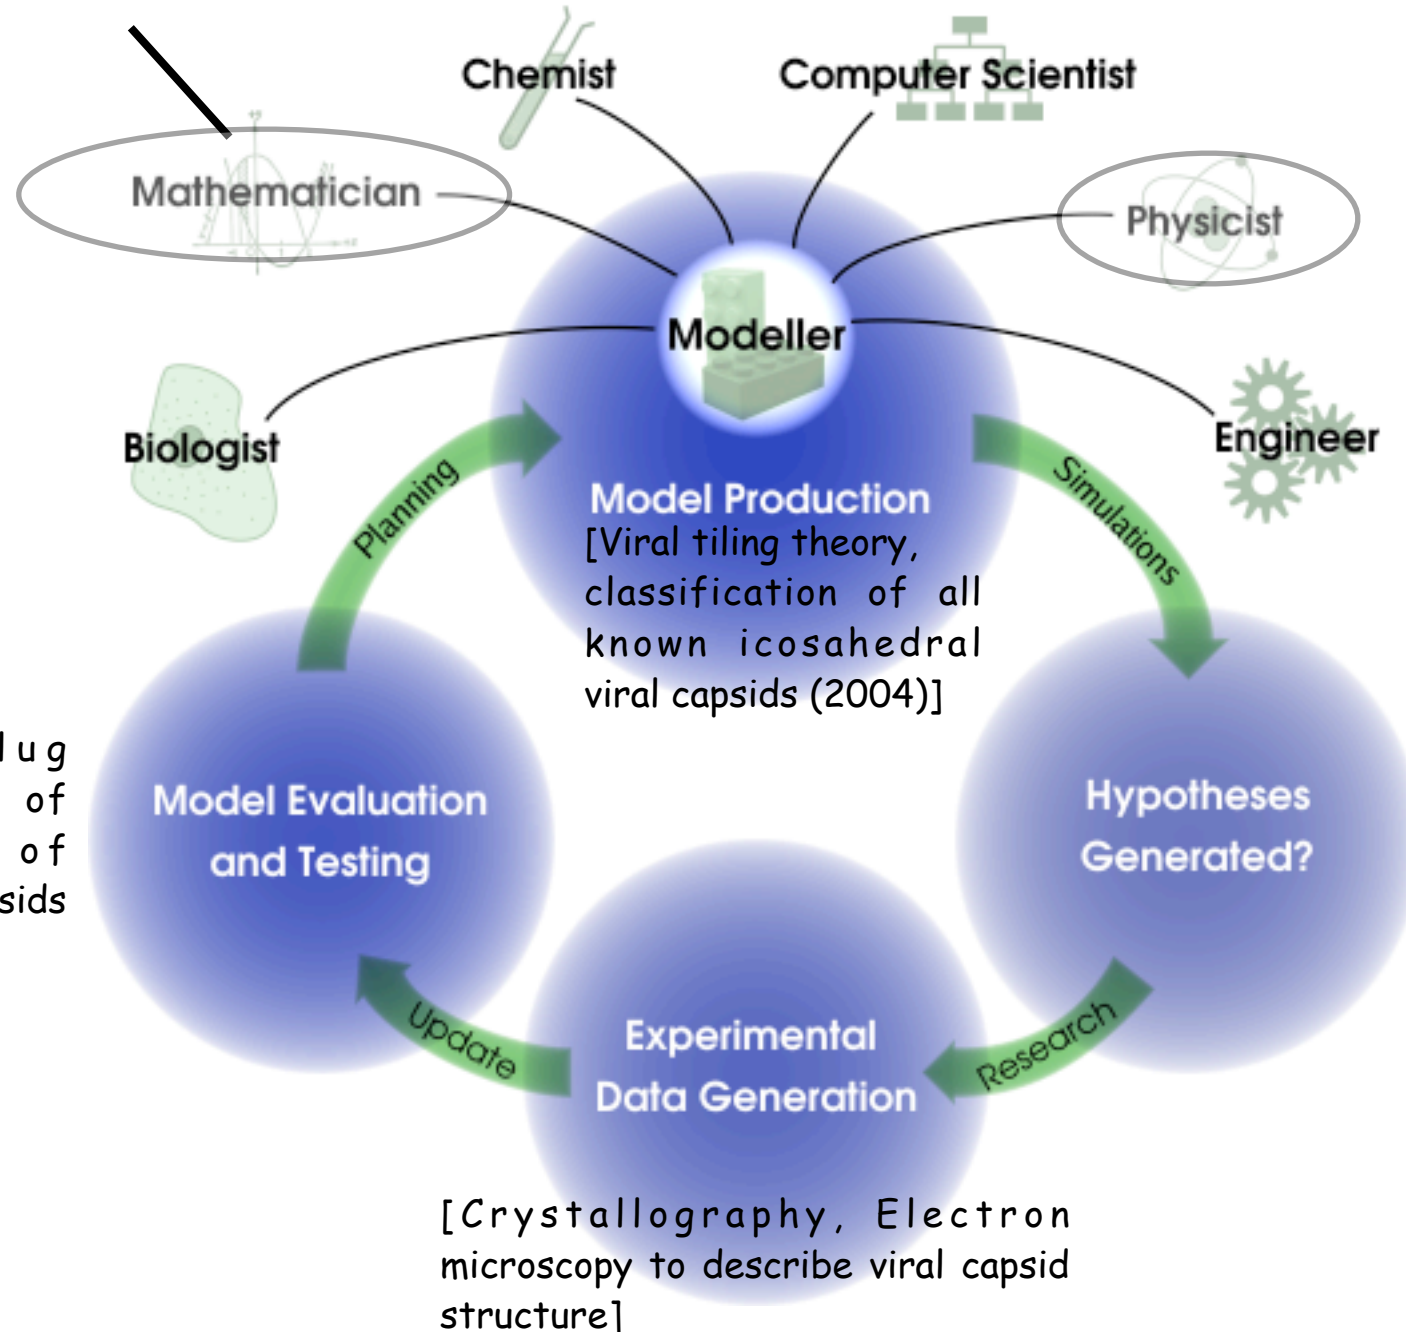 Chemist
Computer Scientist
Mathematician
Physicist
Modeller
Biologist
Engineer
Planning
Simulations
Model Production
[Viral tiling theory,
classification of all
known icosahedral
viral capsids (2004)]
of
of
Model Evaluation
and Testing
Hypotheses
Generated?
Update
Research
Experimental
Data Generation
[Crystallography, Electron
microscopy to describe viral capsid
structure]